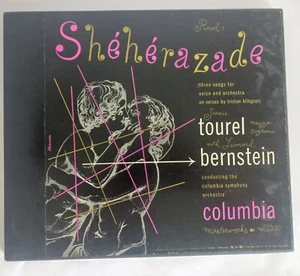 Ravel:
Shéhérazade
(three songs for
voice and orchestra
on verses by tristan klingsor)
Jennie
tourel
mezzo
soprano
with Leonard
bernstein
conducting the
columbia symphony
orchestra
columbia
masterworks